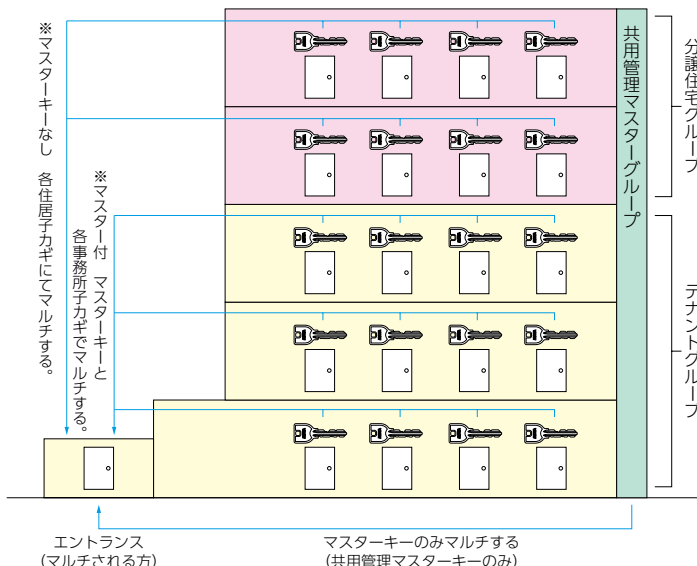 ※マスターキーなし　各住居子カギにてマルチする。
※マスター付　マスターキーと
各事務所子カギでマルチする。
共用管理マスターグループ
分譲住宅グループ
テナントグループ
エントランス
(マルチされる方)
マスターキーのみマルチする
(共用管理マスターキーのみ)